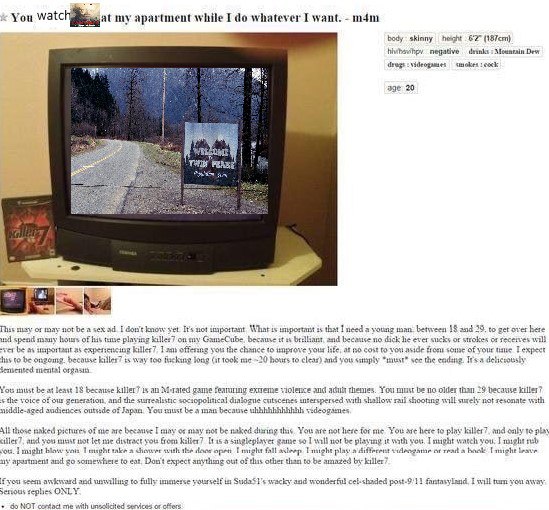 ★ You watch at my apartment while I do whatever I want. - m4m
body : skinny height : 6'2" (187cm)
hiv/hsv/hpv : negative drinks : Mountain Dew
drugs : videogames smokes : cock
age: 20
WELCOME TO
TWIN PEAKS
killer7
TOSHIBA
This may or may not be a sex ad. I don't know yet. It's not important. What is important is that I need a young man, between 18 and 29, to get over here
and spend many hours of his time playing killer7 on my GameCube, because it is brilliant, and because no dick he ever sucks or strokes or receives will
ever be as important as experiencing killer7. I am offering you the chance to improve your life, at no cost to you aside from some of your time. I expect
this to be ongoing, because killer7 is way too fucking long (it took me ~20 hours to clear) and you simply *must* see the ending. It's a deliciously
demented mental orgasm.
You must be at least 18 because killer7 is an M-rated game featuring extreme violence and adult themes. You must be no older than 29 because killer7
is the voice of our generation, and the surrealistic sociopolitical dialogue cutscenes interspersed with shallow rail shooting will surely not resonate with
middle-aged audiences outside of Japan. You must be a man because uhhhhhhhhhhh videogames.
All those naked pictures of me are because I may or may not be naked during this. You are not here for me. You are here to play killer7, and only to play
killer7, and you must not let me distract you from killer7. It is a singleplayer game so I will not be playing it with you. I might watch you. I might rub
you. I might blow you. I might take a shower with the door open. I might fall asleep. I might play a different videogame or read a book. I might leave
my apartment and go somewhere to eat. Don't expect anything out of this other than to be amazed by killer7.
If you seem awkward and unwilling to fully immerse yourself in Suda51's wacky and wonderful cel-shaded post-9/11 fantasyland, I will turn you away.
Serious replies ONLY.
• do NOT contact me with unsolicited services or offers